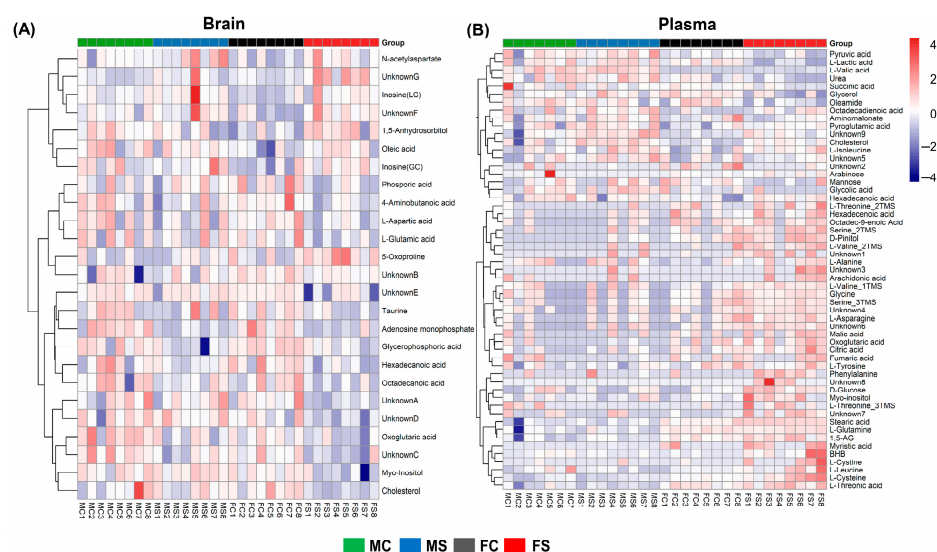 (A)
Brain
Group
N-acetylaspartate
UnknownG
Inosine(LC)
UnknownF
1,5-Anhydrosorbitol
Oleic acid
Inosine(GC)
Phosporic acid
4-Aminobutanoic acid
L-Aspartic acid
L-Glutamic acid
5-Oxoproline
UnknownB
UnknownE
Taurine
Adenosine monophosphate
Glycerophosphoric acid
Hexadecanoic acid
Octadecanoic acid
UnknownA
UnknownD
Oxoglutaric acid
UnknownC
Myo-Inositol
Cholesterol
MC1 MC2 MC3 MC4 MC5 MC6 MC7 MC8 MS1 MS2 MS3 MS4 MS5 MS6 MS7 MS8 FC1 FC2 FC3 FC4 FC5 FC6 FC7 FC8 FS1 FS2 FS3 FS4 FS5 FS6 FS7 FS8
(B)
Plasma
Group
Pyruvic acid
L-Lactic acid
L-Valic acid
Urea
Succinic acid
Glycerol
Oleamide
Octadecadienoic acid
Aminomalonate
Pyroglutamic acid
Unknown9
Cholesterol
L-Isoleucine
Unknown5
Unknown2
Arabinose
Mannose
Glycolic acid
Hexadecanoic acid
L-Threonine_2TMS
Hexadecenoic acid
Octadec-9-enoic Acid
Serine_2TMS
D-Pinitol
L-Valine_2TMS
Unknown1
L-Alanine
Unknown3
Arachidonic acid
L-Valine_1TMS
Glycine
Serine_3TMS
Unknown4
L-Asparagine
Unknown6
Malic acid
Oxoglutaric acid
Citric acid
Fumaric acid
L-Tyrosine
Phenylalanine
Unknown8
D-Glucose
Myo-inositol
L-Threonine_3TMS
Unknown7
Stearic acid
L-Glutamine
1,5-AG
Myristic acid
BHB
L-Cystine
L-Leucine
L-Cysteine
L-Threonic acid
MC1 MC2 MC3 MC4 MC5 MC6 MC7 MS1 MS2 MS3 MS4 MS5 MS6 MS7 MS8 FC1 FC2 FC3 FC4 FC5 FC6 FC7 FC8 FS1 FS2 FS3 FS4 FS5 FS6 FS7 FS8
4
2
0
−2
−4
MC MS FC FS